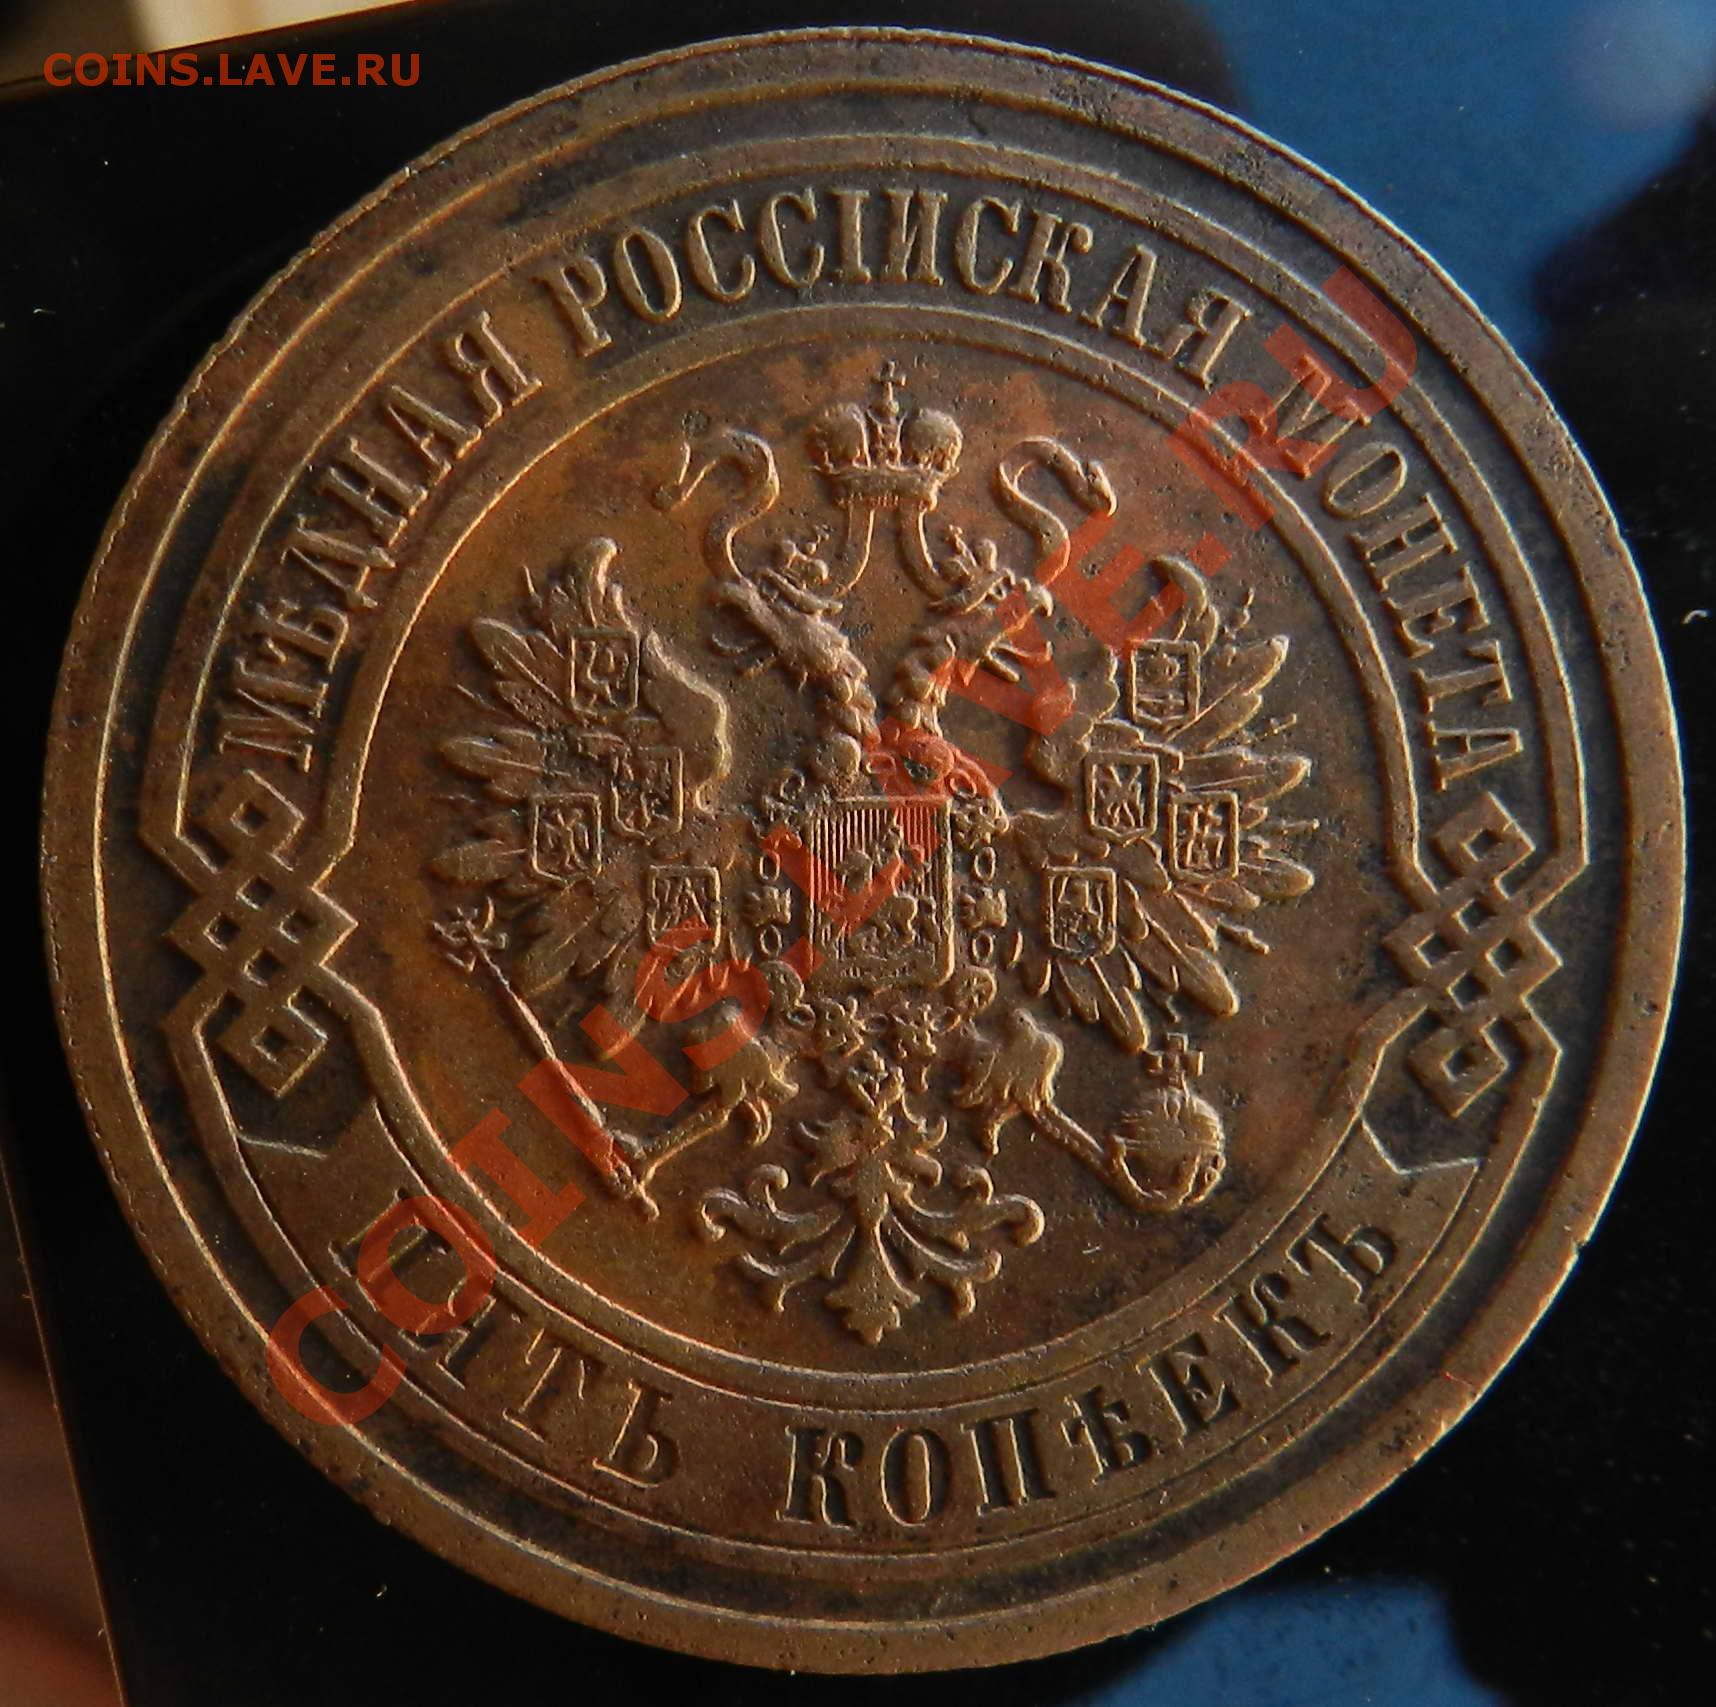 COINS.LAVE.RU
МѢДНАЯ РОССІЙСКАЯ МОНЕТА
ПЯТЬ КОПѢЕКЪ
COINS.LAVE.RU